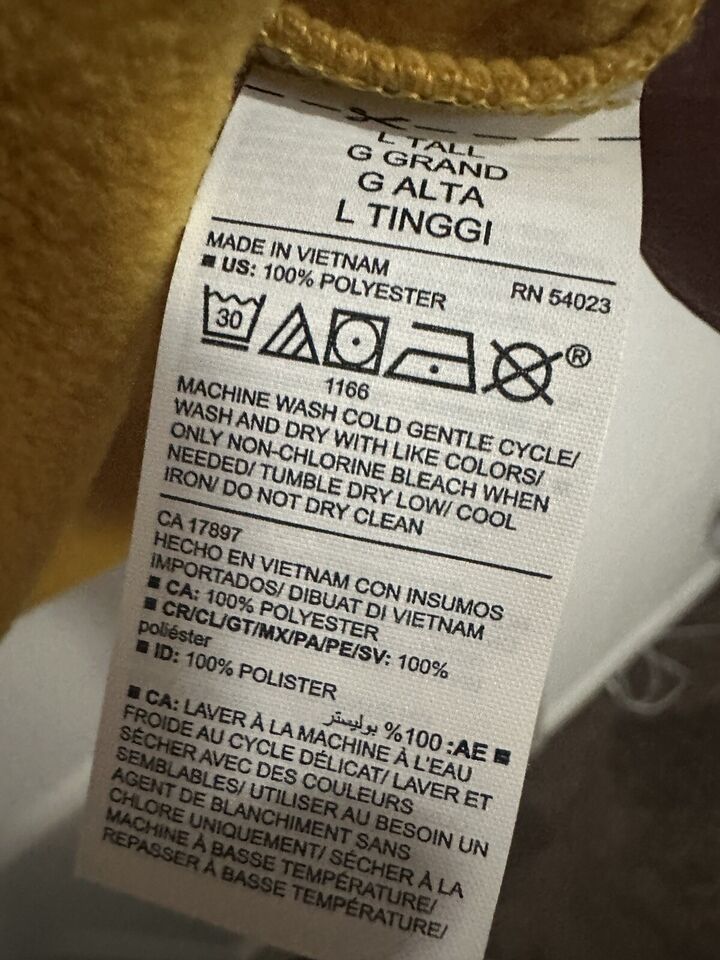 L TALL
G GRAND
G ALTA
L TINGGI
MADE IN VIETNAM
■ US: 100% POLYESTER
RN 54023
30
®
1166
MACHINE WASH COLD GENTLE CYCLE/
WASH AND DRY WITH LIKE COLORS/
ONLY NON-CHLORINE BLEACH WHEN
NEEDED/ TUMBLE DRY LOW/ COOL
IRON/ DO NOT DRY CLEAN
CA 17897
HECHO EN VIETNAM CON INSUMOS
IMPORTADOS/ DIBUAT DI VIETNAM
■ CA: 100% POLYESTER
■ CR/CL/GT/MX/PA/PE/SV: 100%
poliéster
■ ID: 100% POLISTER
■ AE: 100% بوليستر
■ CA: LAVER À LA MACHINE À L'EAU
FROIDE AU CYCLE DÉLICAT/ LAVER ET
SÉCHER AVEC DES COULEURS
SEMBLABLES/ UTILISER AU BESOIN UN
AGENT DE BLANCHIMENT SANS
CHLORE UNIQUEMENT/ SÉCHER À LA
MACHINE À BASSE TEMPÉRATURE/
REPASSER À BASSE TEMPÉRATURE/